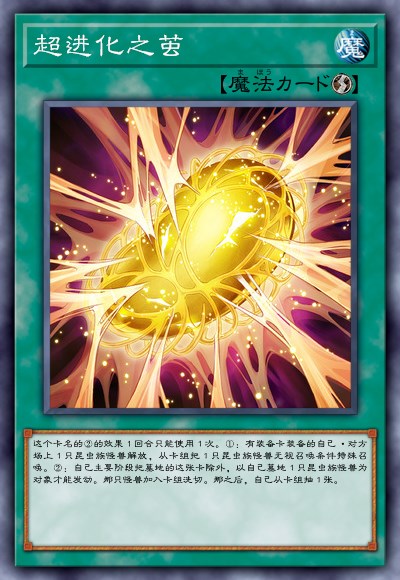 超进化之茧
魔
【魔法カード】
まほう
这个卡名的②的效果1回合只能使用1次。①：有装备卡装备的自己·对方
场上1只昆虫族怪兽解放，从卡组把1只昆虫族怪兽无视召唤条件特殊召
唤。②：自己主要阶段把墓地的这张卡除外，以自己墓地1只昆虫族怪兽为
对象才能发动。那只怪兽加入卡组洗切。那之后，自己从卡组抽1张。